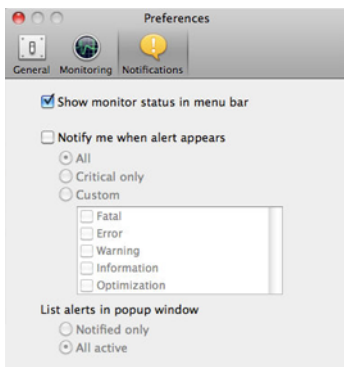 Preferences
General Monitoring Notifications
Show monitor status in menu bar
Notify me when alert appears
All
Critical only
Custom
Fatal
Error
Warning
Information
Optimization
List alerts in popup window
Notified only
All active